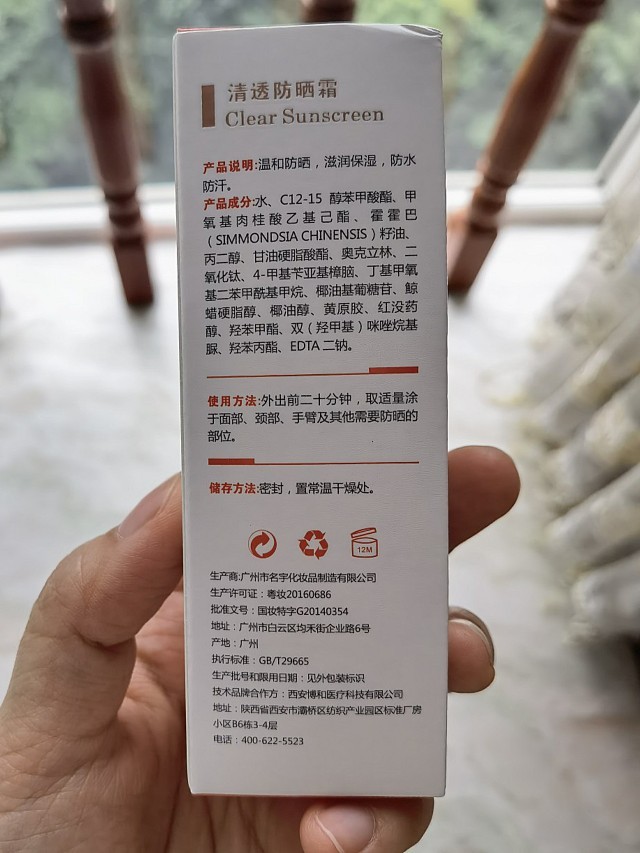 清透防晒霜
Clear Sunscreen
产品说明:温和防晒，滋润保湿，防水
防汗。
产品成分:水、C12-15 醇苯甲酸酯、甲
氧基肉桂酸乙基己酯、霍霍巴
（SIMMONDSIA CHINENSIS）籽油、
丙二醇、甘油硬脂酸酯、奥克立林、二
氧化钛、4-甲基苄亚基樟脑、丁基甲氧
基二苯甲酰基甲烷、椰油基葡糖苷、鲸
蜡硬脂醇、椰油醇、黄原胶、红没药
醇、羟苯甲酯、双（羟甲基）咪唑烷基
脲、羟苯丙酯、EDTA 二钠。
使用方法:外出前二十分钟，取适量涂
于面部、颈部、手臂及其他需要防晒的
部位。
储存方法:密封，置常温干燥处。
12M
生产商:广州市名宇化妆品制造有限公司
生产许可证：粤妆20160686
批准文号：国妆特字G20140354
地址：广州市白云区均禾街企业路6号
产地：广州
执行标准：GB/T29665
生产批号和限用日期：见外包装标识
技术品牌合作方：西安博和医疗科技有限公司
地址：陕西省西安市灞桥区纺织产业园区标准厂房
小区B6栋3-4层
电话：400-622-5523